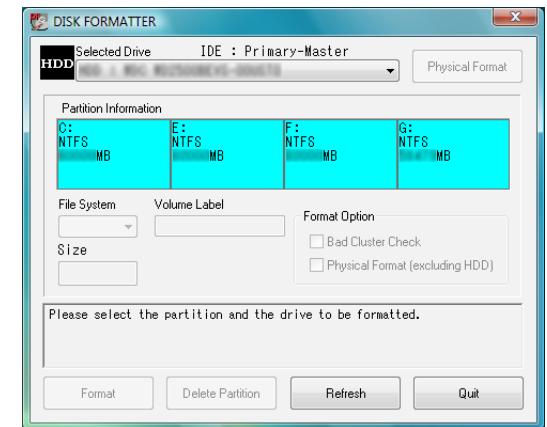 DISK FORMATTER
Selected Drive IDE : Primary-Master
HDD
Physical Format
Partition Information
C: E: F: G:
NTFS NTFS NTFS NTFS
MB MB MB MB
File System Volume Label
Format Option
Bad Cluster Check
Size
Physical Format (excluding HDD)
Please select the partition and the drive to be formatted.
Format Delete Partition Refresh Quit